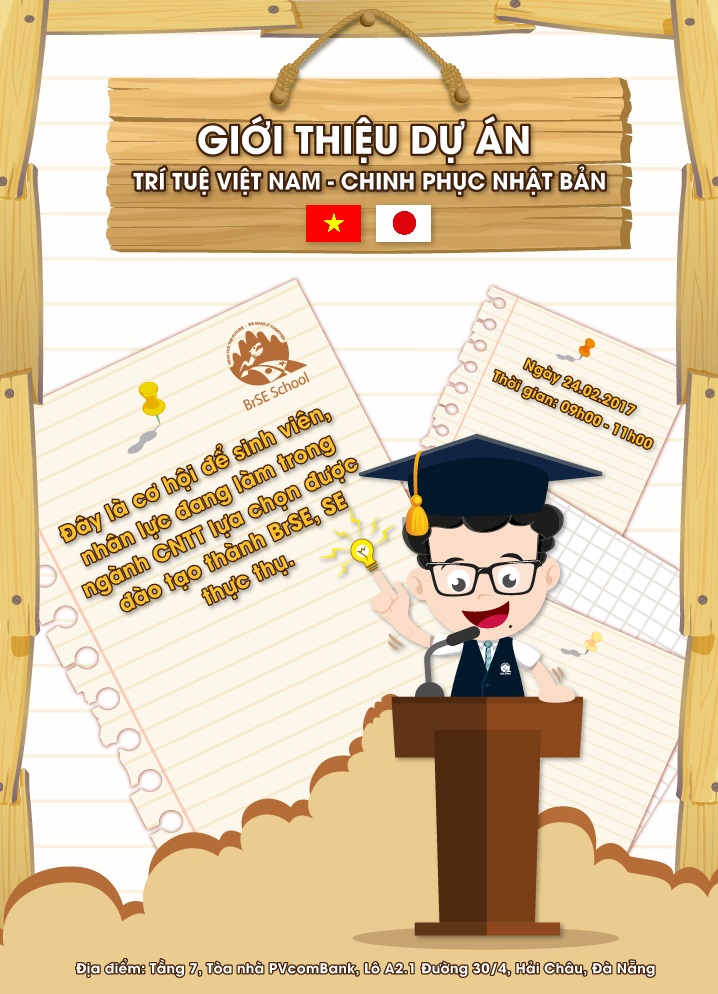 GIỚI THIỆU DỰ ÁN
TRÍ TUỆ VIỆT NAM - CHINH PHỤC NHẬT BẢN
BrSE School
Đây là cơ hội để sinh viên,
nhân lực đang làm trong
ngành CNTT lựa chọn được
đào tạo thành BrSE, SE
thực thụ.
Ngày 24.02.2017
Thời gian: 09h00 - 11h00
Địa điểm: Tầng 7, Tòa nhà PVcomBank, Lô A2.1 Đường 30/4, Hải Châu, Đà Nẵng